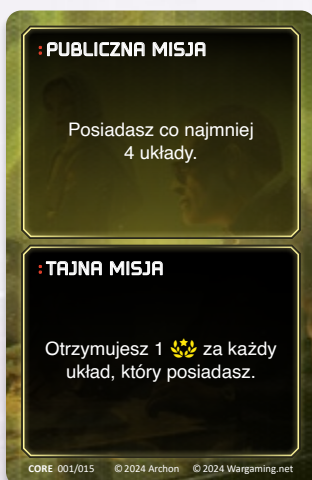 : PUBLICZNA MISJA
Posiadasz co najmniej
4 układy.
: TAJNA MISJA
Otrzymujesz 1 za każdy
układ, który posiadasz.
CORE 001/015 © 2024 Archon © 2024 Wargaming.net